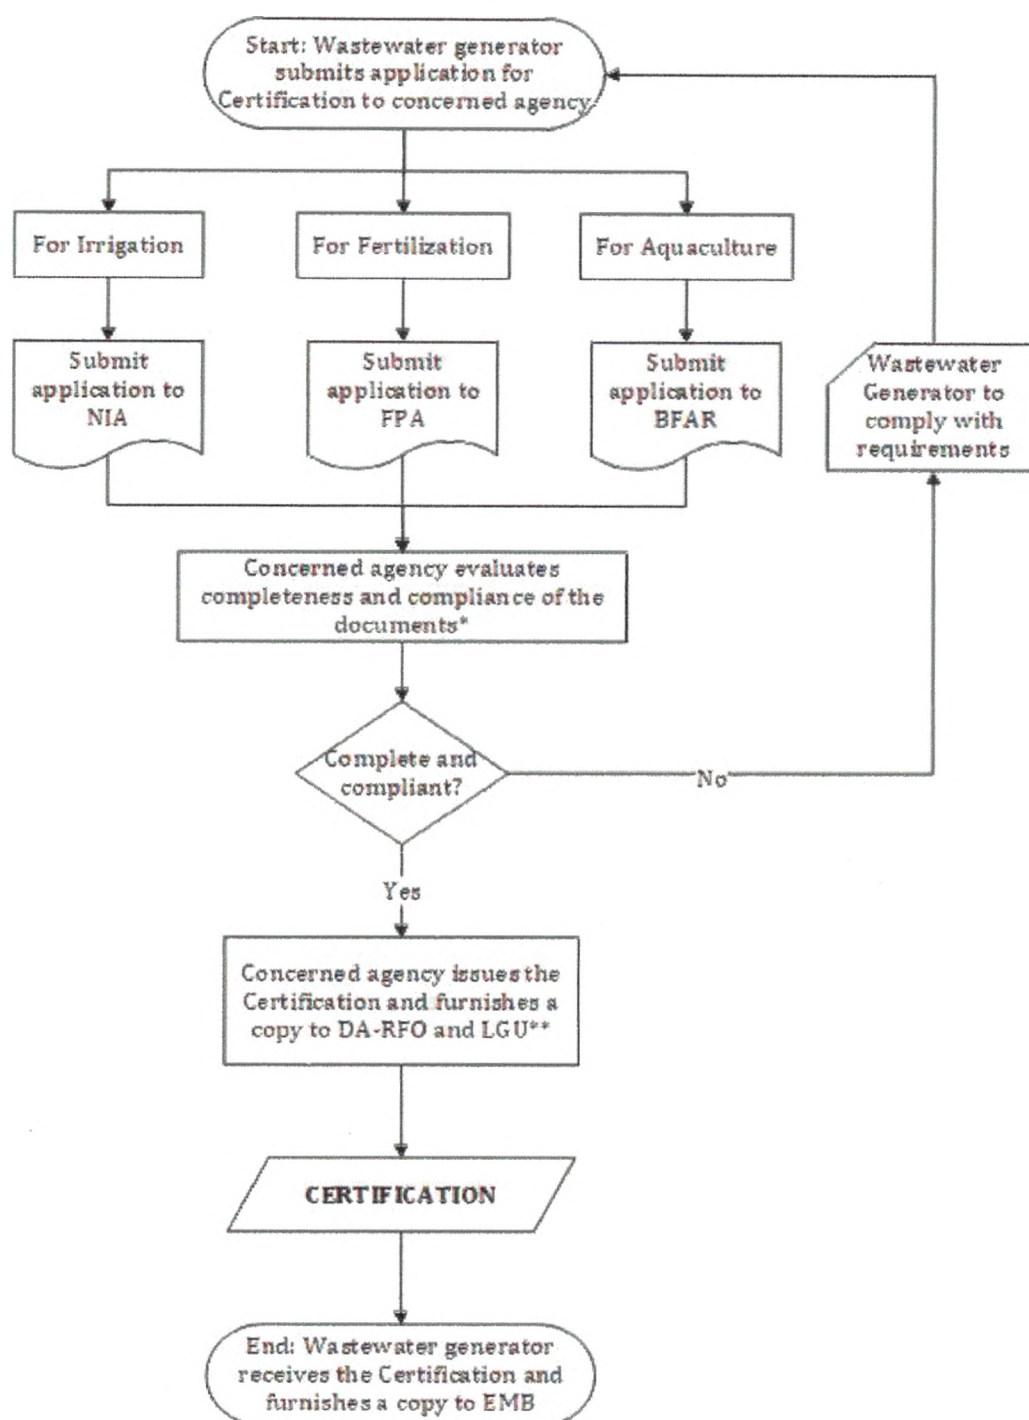 Start: Wastewater generator
submits application for
Certification to concerned agency
For Irrigation
For Fertilization
For Aquaculture
Submit
application to
NIA
Submit
application to
FPA
Submit
application to
BFAR
Wastewater
Generator to
comply with
requirements
Concerned agency evaluates
completeness and compliance of the
documents*
Complete and
compliant?
No
Yes
Concerned agency issues the
Certification and furnishes a
copy to DA-RFO and LGU**
CERTIFICATION
End: Wastewater generator
receives the Certification and
furnishes a copy to EMB